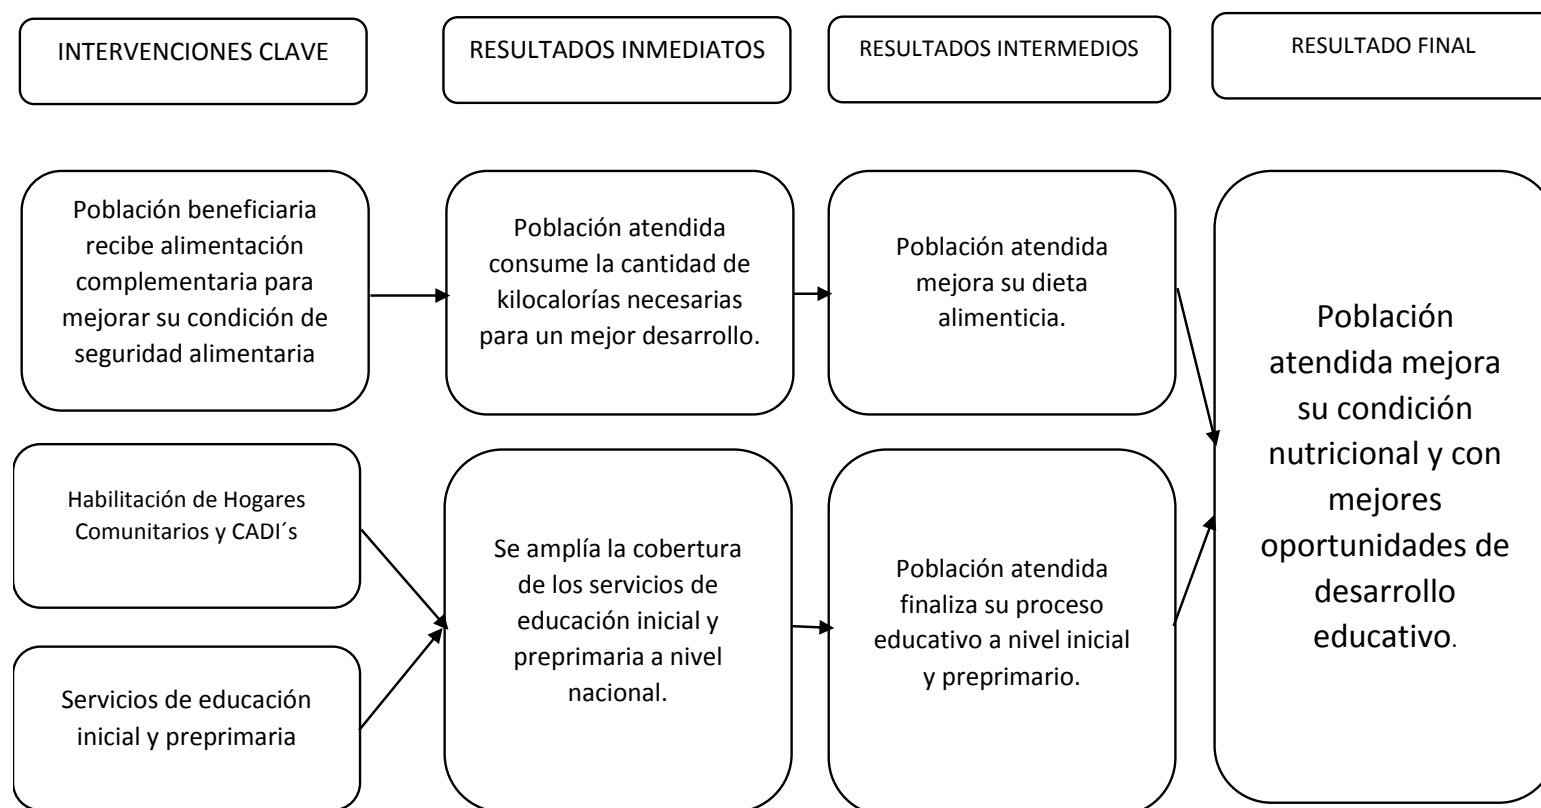 INTERVENCIONES CLAVE
RESULTADOS INMEDIATOS
RESULTADOS INTERMEDIOS
RESULTADO FINAL
Población beneficiaria
recibe alimentación
complementaria para
mejorar su condición de
seguridad alimentaria
Población atendida
consume la cantidad de
kilocalorías necesarias
para un mejor desarrollo.
Población atendida
mejora su dieta
alimenticia.
Población
atendida mejora
su condición
nutricional y con
mejores
oportunidades de
desarrollo
educativo.
Habilitación de Hogares
Comunitarios y CADI´s
Servicios de educación
inicial y preprimaria
Se amplía la cobertura
de los servicios de
educación inicial y
preprimaria a nivel
nacional.
Población atendida
finaliza su proceso
educativo a nivel inicial
y preprimario.